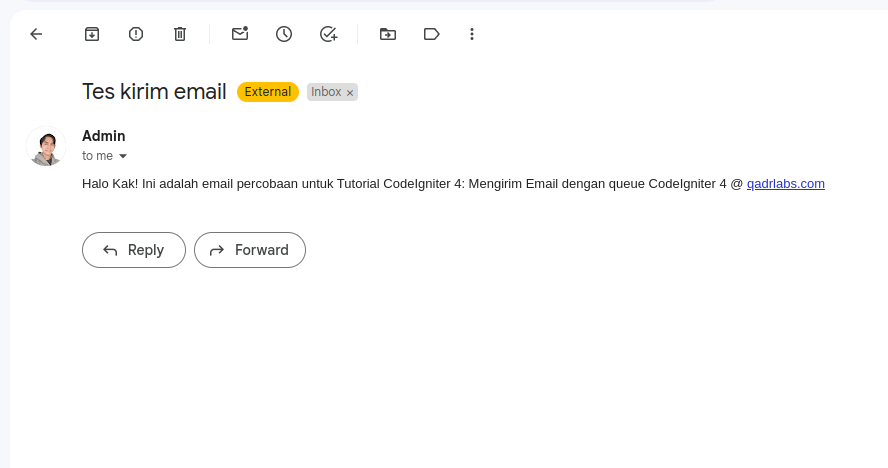 Tes kirim email External Inbox ×
Admin
to me
Halo Kak! Ini adalah email percobaan untuk Tutorial CodeIgniter 4: Mengirim Email dengan queue CodeIgniter 4 @ qadrlabs.com
Reply Forward